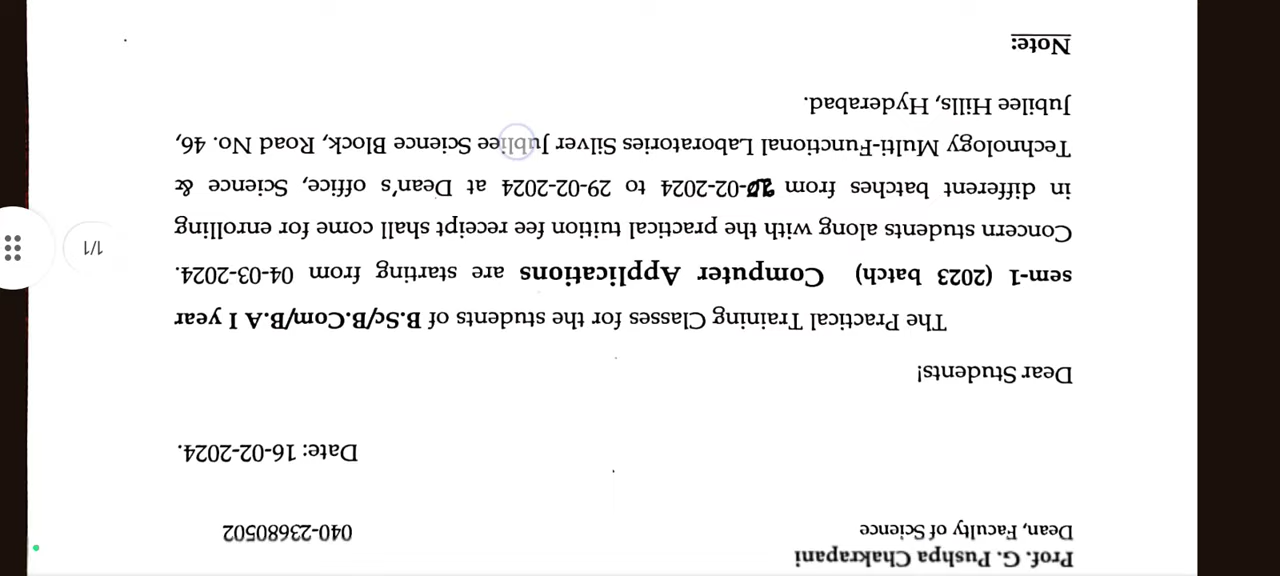 Prof. G. Pushpa Chakrapani
Dean, Faculty of Science
040-23680502
Date: 16-02-2024.
Dear Students!
The Practical Training Classes for the students of B.Sc/B.Com/B.A I year
sem-1 (2023 batch) Computer Applications are starting from 04-03-2024.
Concern students along with the practical tuition fee receipt shall come for enrolling
in different batches from 20-02-2024 to 29-02-2024 at Dean's office, Science &
Technology Multi-Functional Laboratories Silver Jubliee Science Block, Road No. 46,
Jubilee Hills, Hyderabad.
Note:
1/1